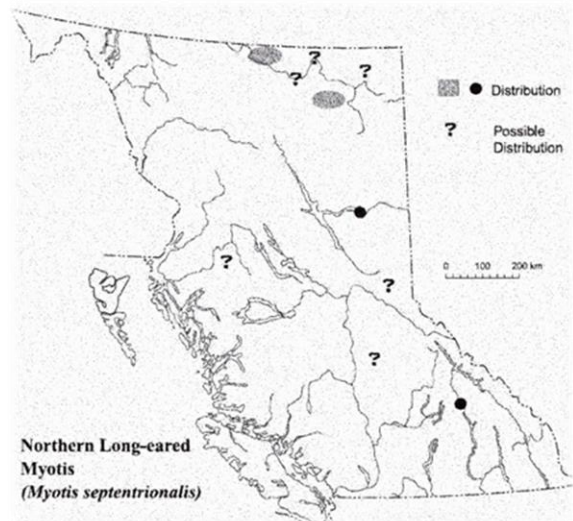 ?
?
?
Distribution
?
Possible
Distribution
?
?
0 100 200 km
?
Northern Long-eared
Myotis
(Myotis septentrionalis)